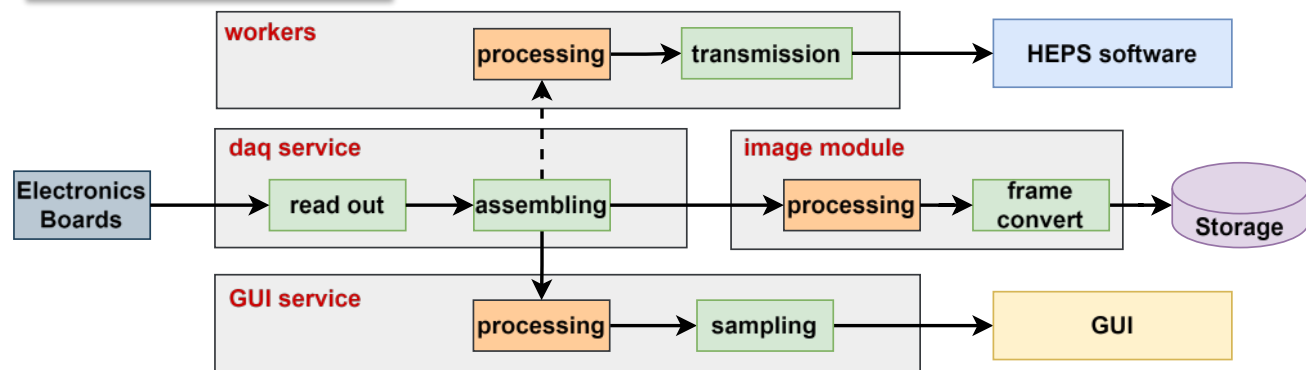 workers
processing
transmission
HEPS software
daq service
image module
Electronics
Boards
read out
assembling
processing
frame
convert
Storage
GUI service
processing
sampling
GUI